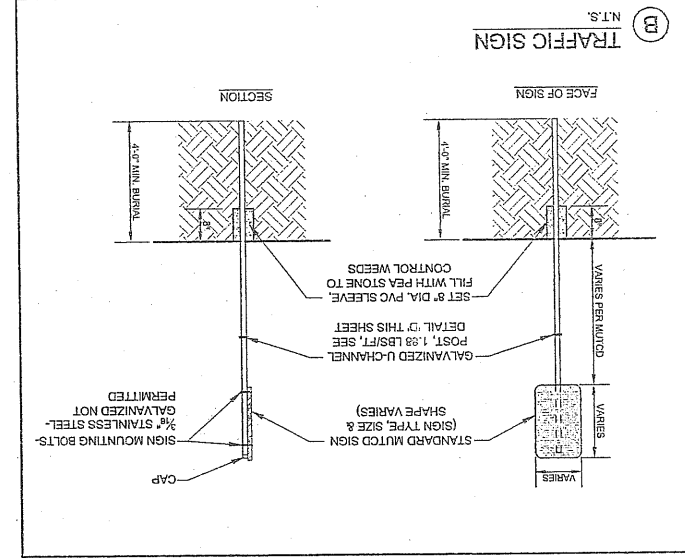 VARIES
VARIES
VARIES PER MUTCD
4'-0" MIN. BURIAL
STANDARD MUTCD SIGN
(SIGN TYPE, SIZE &
SHAPE VARIES)
GALVANIZED U-CHANNEL
POST, LBS/FT, SEE
DETAIL 'D' THIS SHEET
SET 8" DIA. PVC SLEEVE,
FILL WITH PEA STONE TO
CONTROL WEEDS
CAP
SIGN MOUNTING BOLTS-
5/16" STAINLESS STEEL-
GALVANIZED NOT
PERMITTED
8"
4'-0" MIN. BURIAL
FACE OF SIGN
SECTION
B
TRAFFIC SIGN
N.T.S.